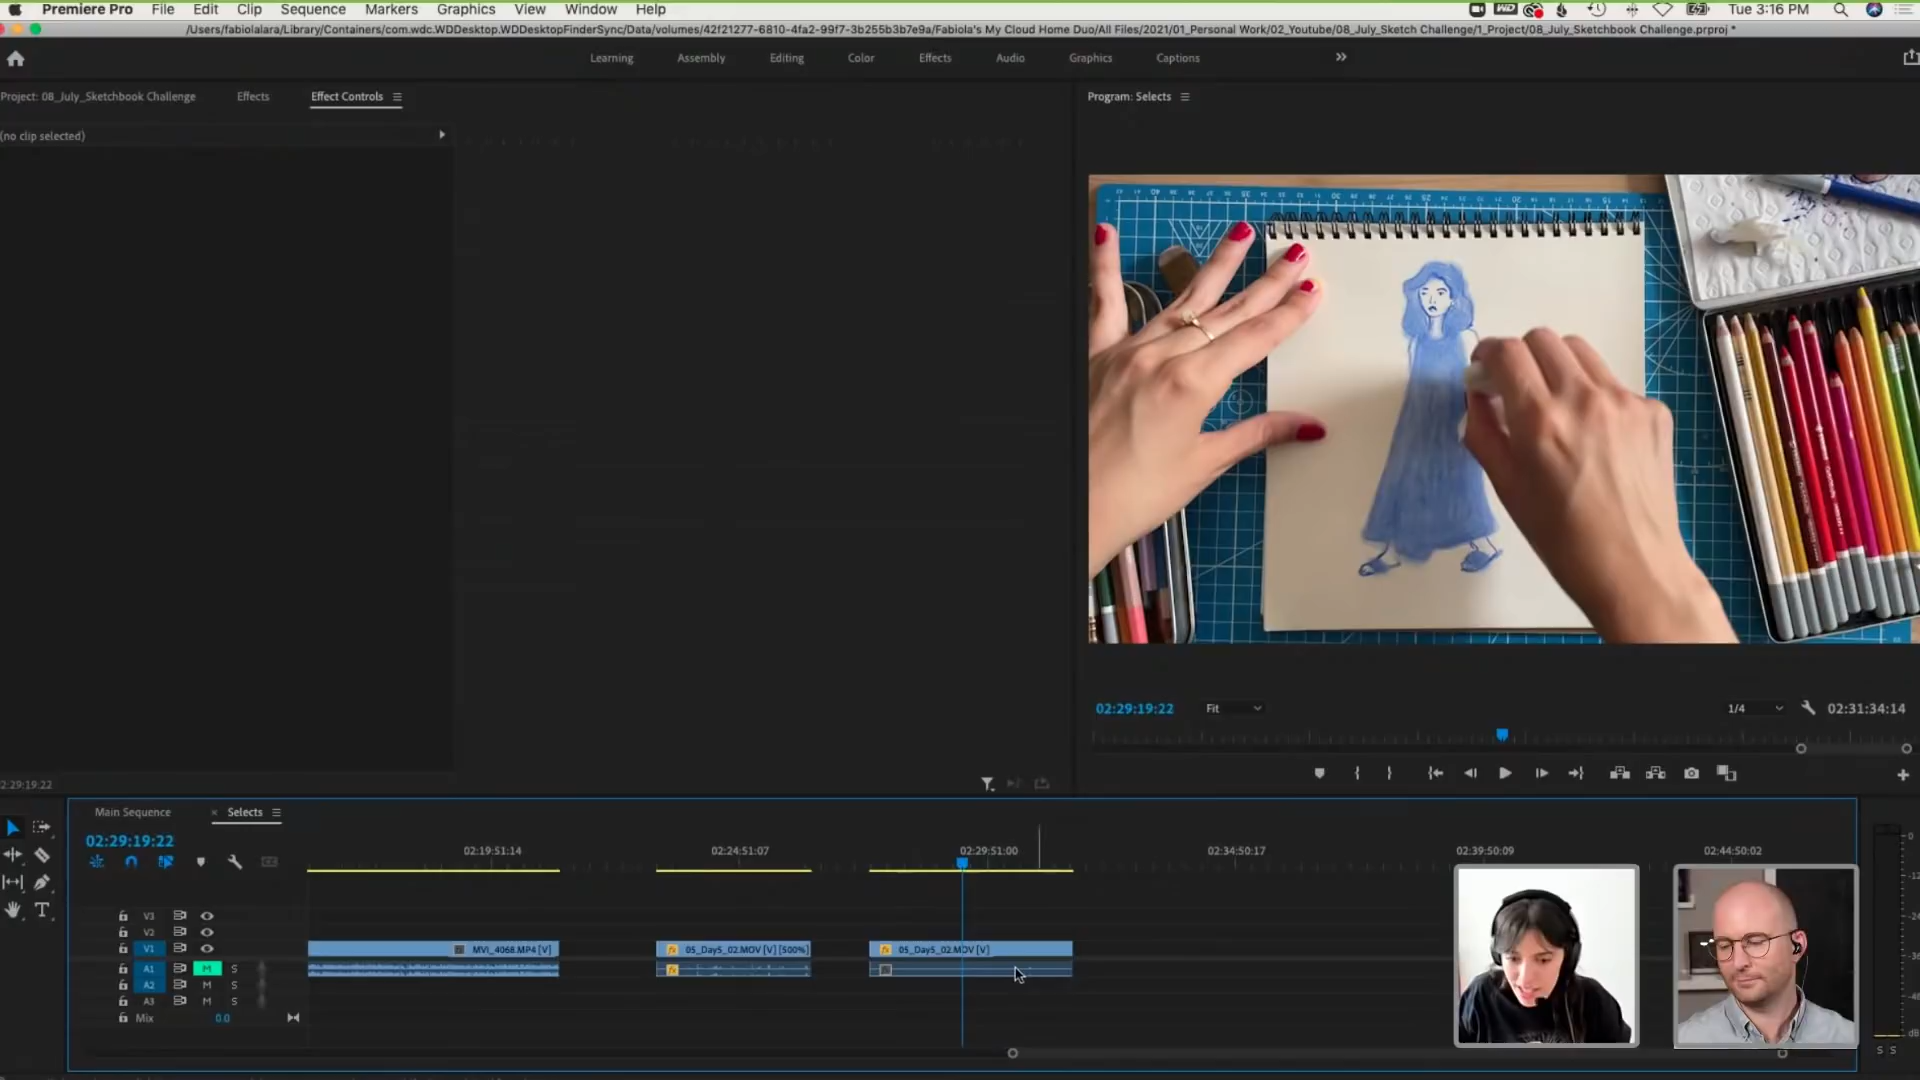 Premiere Pro File Edit Clip Sequence Markers Graphics View Window Help
WD
Tue 3:16 PM
/Users/fabiolalara/Library/Containers/com.wdc.WDDesktop.WDDesktopFinderSync/Data/volumes/42f21277-6810-4fa2-99f7-3b255b3b7e9a/Fabiola's My Cloud Home Duo/All Files/2021/01_Personal Work/02_Youtube/08_July_Sketch Challenge/1_Project/08_July_Sketchbook Challenge.prproj *
Learning Assembly Editing Color Effects Audio Graphics Captions
Project: 08_July_Sketchbook Challenge Effects Effect Controls
Program: Selects
(no clip selected)
02:29:19:22 Fit 1/4 02:31:34:14
2:29:19:22
Main Sequence × Selects
02:29:19:22
02:19:51:14 02:24:51:07 02:29:51:00 02:34:50:17 02:39:50:09 02:44:50:02
V3
V2
V1 MVI_4068.MP4 [V] 05_Day5_02.MOV [V] [500%] 05_Day5_02.MOV [V]
A1 M S
A2 M S
A3 M S
Mix 0.0
S S